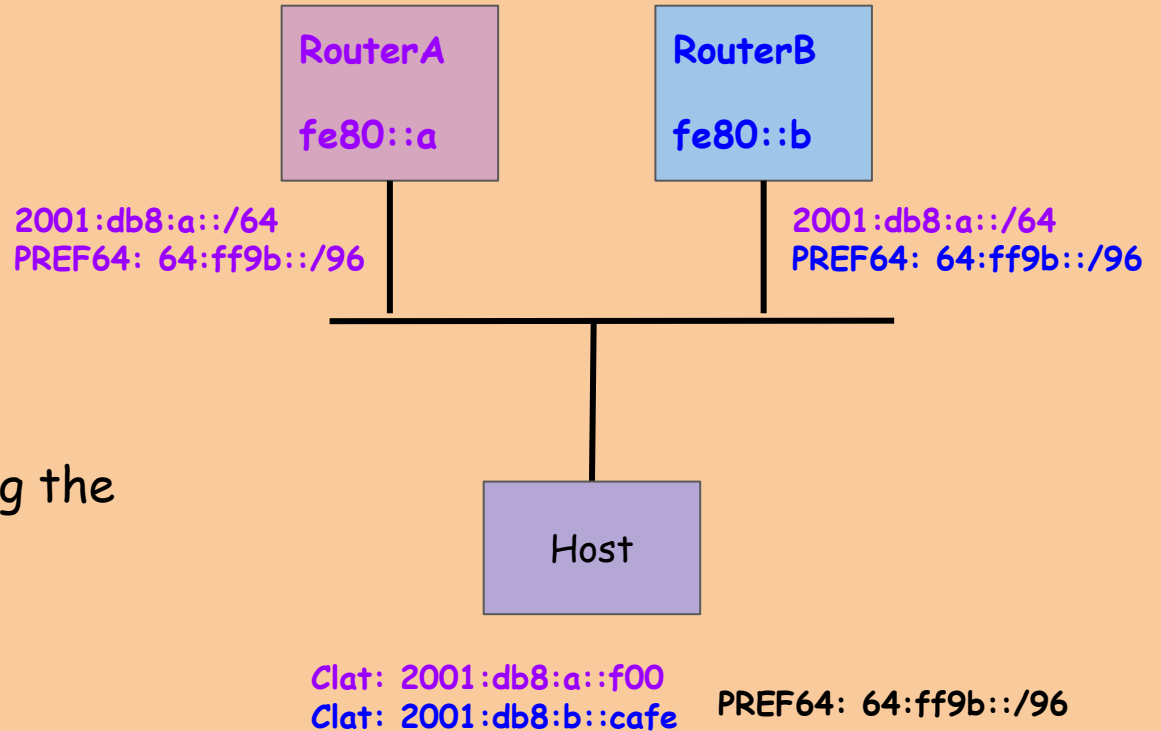 RouterA
fe80::a
RouterB
fe80::b
2001:db8:a::/64
PREF64: 64:ff9b::/96
2001:db8:a::/64
PREF64: 64:ff9b::/96
g the
Host
Clat: 2001:db8:a::f00
Clat: 2001:db8:b::cafe
PREF64: 64:ff9b::/96